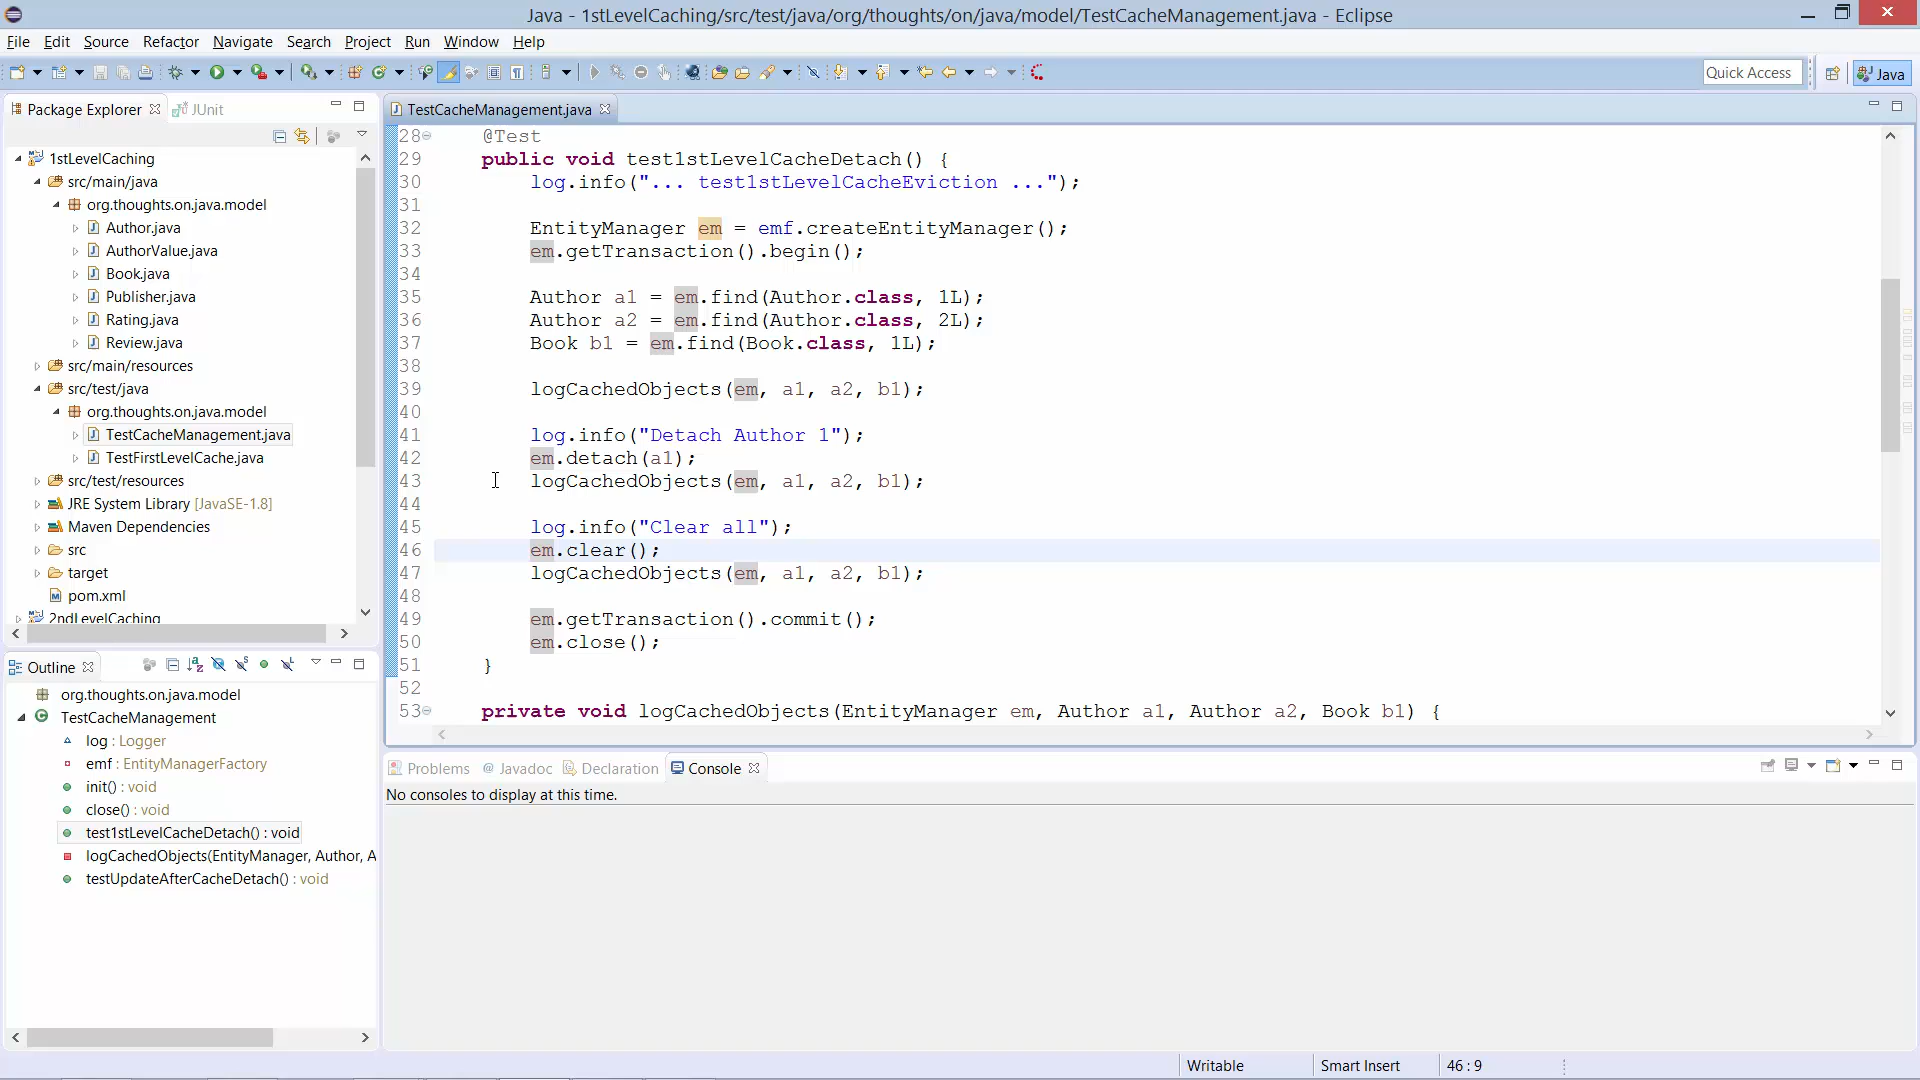 Java - 1stLevelCaching/src/test/java/org/thoughts/on/java/model/TestCacheManagement.java - Eclipse
File Edit Source Refactor Navigate Search Project Run Window Help
Quick Access Java
Package Explorer JUnit
1stLevelCaching
src/main/java
org.thoughts.on.java.model
Author.java
AuthorValue.java
Book.java
Publisher.java
Rating.java
Review.java
src/main/resources
src/test/java
org.thoughts.on.java.model
TestCacheManagement.java
TestFirstLevelCache.java
src/test/resources
JRE System Library [JavaSE-1.8]
Maven Dependencies
src
target
pom.xml
2ndLevelCaching
Outline
org.thoughts.on.java.model
TestCacheManagement
log : Logger
emf : EntityManagerFactory
init() : void
close() : void
test1stLevelCacheDetach() : void
logCachedObjects(EntityManager, Author, A
testUpdateAfterCacheDetach() : void
TestCacheManagement.java
28 @Test
29 public void test1stLevelCacheDetach() {
30 log.info("... test1stLevelCacheEviction ...");
31
32 EntityManager em = emf.createEntityManager();
33 em.getTransaction().begin();
34
35 Author a1 = em.find(Author.class, 1L);
36 Author a2 = em.find(Author.class, 2L);
37 Book b1 = em.find(Book.class, 1L);
38
39 logCachedObjects(em, a1, a2, b1);
40
41 log.info("Detach Author 1");
42 em.detach(a1);
43 logCachedObjects(em, a1, a2, b1);
44
45 log.info("Clear all");
46 em.clear();
47 logCachedObjects(em, a1, a2, b1);
48
49 em.getTransaction().commit();
50 em.close();
51 }
52
53 private void logCachedObjects(EntityManager em, Author a1, Author a2, Book b1) {
Problems Javadoc Declaration Console
No consoles to display at this time.
Writable Smart Insert 46 : 9